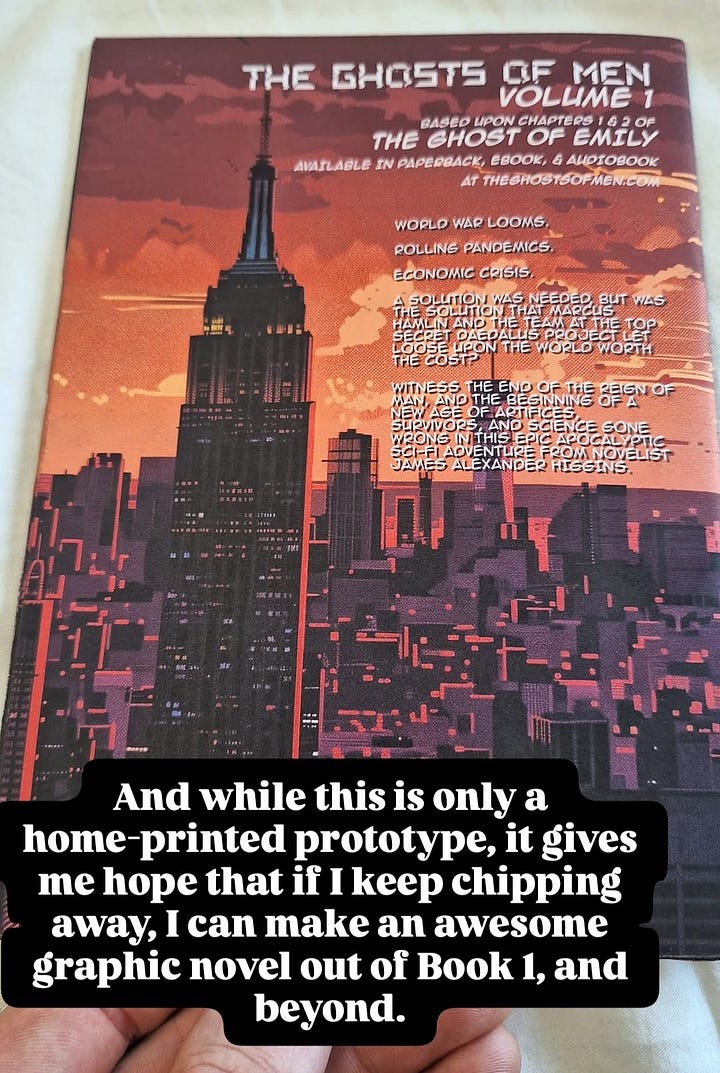 THE GHOSTS OF MEN
VOLUME 1
BASED UPON CHAPTERS 1 & 2 OF
THE GHOST OF EMILY
AVAILABLE IN PAPERBACK, EBOOK, & AUDIOBOOK
AT THEGHOSTSOFMEN.COM
WORLD WAR LOOMS.
ROLLING PANDEMICS.
ECONOMIC CRISIS.
A SOLUTION WAS NEEDED, BUT WAS
THE SOLUTION THAT MARCUS
HAMLIN AND THE TEAM AT THE TOP
SECRET DAEDALUS PROJECT LET
LOOSE UPON THE WORLD WORTH
THE COST?
WITNESS THE END OF THE REIGN OF
MAN, AND THE BEGINNING OF A
NEW AGE OF ARTIFICES,
SURVIVORS, AND SCIENCE GONE
WRONG IN THIS EPIC APOCALYPTIC
SCI-FI ADVENTURE FROM NOVELIST
JAMES ALEXANDER HIGGINS.
And while this is only a
home-printed prototype, it gives
me hope that if I keep chipping
away, I can make an awesome
graphic novel out of Book 1, and
beyond.